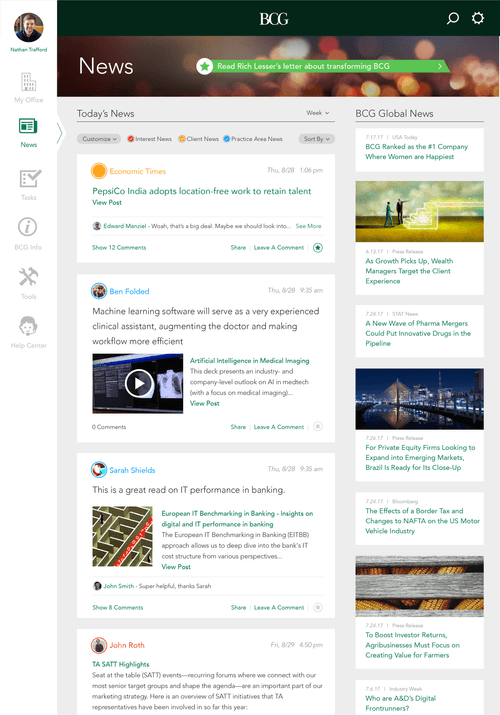 Nathan Trafford
My Office
News
Tasks
BCG Info
Tools
Help Center
BCG
News
Read Rich Lesser's letter about transforming BCG
Today's News
Week
Customize
Interest News
Client News
Practice Area News
Sort By
Economic Times
Thu, 8/28 1:06 pm
PepsiCo India adopts location-free work to retain talent
View Post
Edward Manziel - Woah, that's a big deal. Maybe we should look into... See More
Show 12 Comments
Share | Leave A Comment |
Ben Folded
Thu, 8/28 9:35 am
Machine learning software will serve as a very experienced
clinical assistant, augmenting the doctor and making
workflow more efficient
Artificial Intelligence in Medical Imaging
This deck presents an industry- and
company-level outlook on AI in medtech
(with a focus on medical imaging)...
View Post
0 Comments
Share | Leave A Comment |
Sarah Shields
Thu, 8/28 9:35 am
This is a great read on IT performance in banking.
European IT Benchmarking in Banking - Insights on
digital and IT performance in banking
The European IT Benchmarking in Banking (EITBB)
approach allows us to deep dive into the bank's IT
cost structure from various perspectives...
View Post
John Smith - Super helpful, thanks Sarah
Show 8 Comments
Share | Leave A Comment |
John Roth
Fri, 8/29 4:50 pm
TA SATT Highlights
Seat at the table (SATT) events—recurring forums where we connect with our
most senior target groups and shape the agenda—are an important part of our
marketing strategy. Here is an overview of SATT initiatives that TA
representatives have been involved in so far this year:
BCG Global News
7.17.17 | USA Today
BCG Ranked as the #1 Company
Where Women are Happiest
6.13.17 | Press Release
As Growth Picks Up, Wealth
Managers Target the Client
Experience
7.24.17 | STAT News
A New Wave of Pharma Mergers
Could Put Innovative Drugs in the
Pipeline
7.26.17 | Press Release
For Private Equity Firms Looking to
Expand into Emerging Markets,
Brazil Is Ready for Its Close-Up
7.24.17 | Bloomberg
The Effects of a Border Tax and
Changes to NAFTA on the US Motor
Vehicle Industry
7.24.17 | Press Release
To Boost Investor Returns,
Agribusinesses Must Focus on
Creating Value for Farmers
7.6.17 | Industry Week
Who are A&D's Digital
Frontrunners?